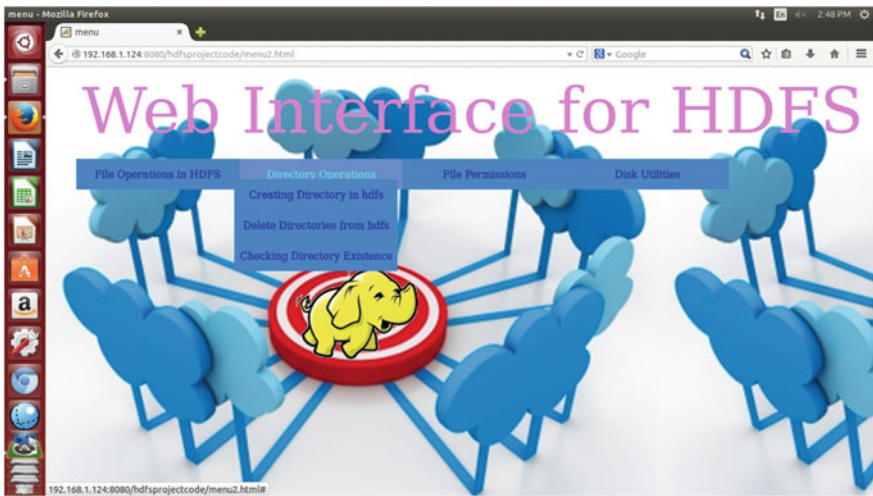 menu - Mozilla Firefox
En 2:48 PM
menu
192.168.1.124:8080/hdfsprojectcode/menu2.html
Google
Web Interface for HDFS
File Operations in HDFS Directory Operations File Permissions Disk Utilities
Creating Directory in hdfs
Delete Directories from hdfs
Checking Directory Existence
a
192.168.1.124:8080/hdfsprojectcode/menu2.html#